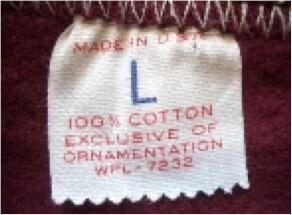 MADE IN U.S.A.
L
100% COTTON
EXCLUSIVE OF
ORNAMENTATION
WPL-7232